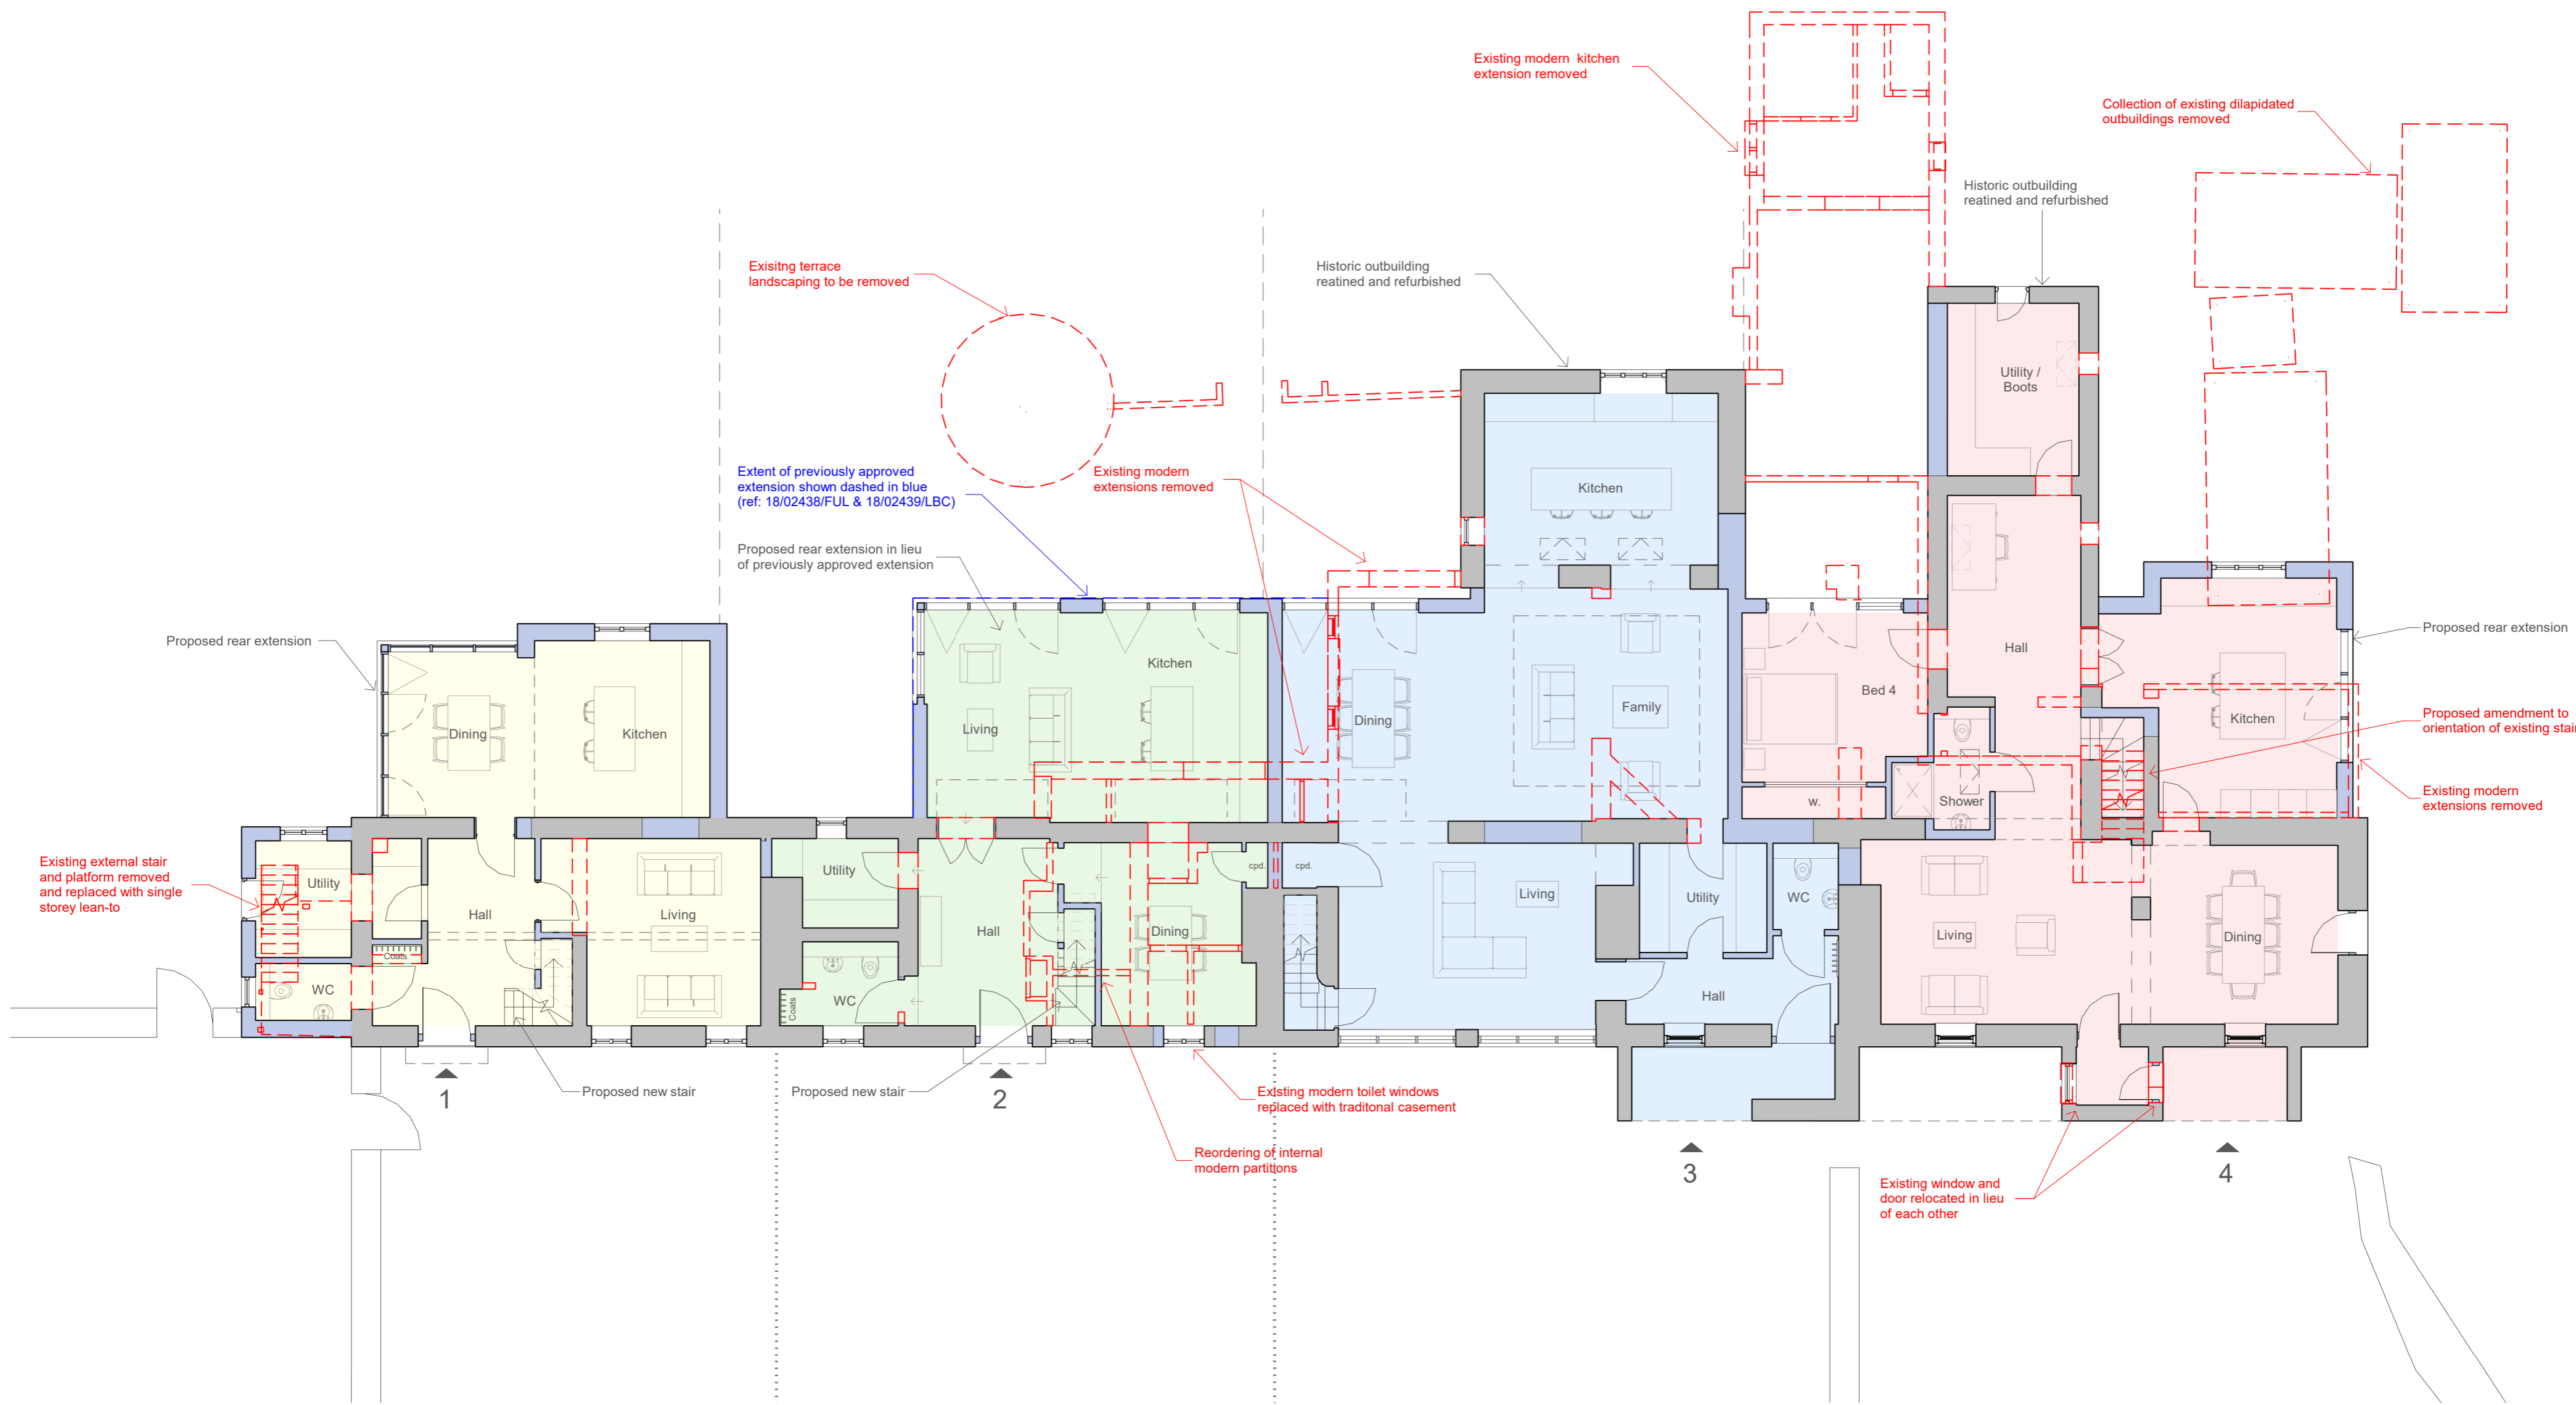 Existing modern  kitchen
extension removed
Collection of existing dilapidated
outbuildings removed
Historic outbuilding
reatined and refurbished
Exisitng terrace
landscaping to be removed
Historic outbuilding
reatined and refurbished
Utility /
Boots
Extent of previously approved
extension shown dashed in blue
(ref: 18/02438/FUL & 18/02439/LBC)
Existing modern
extensions removed
Kitchen
Proposed rear extension in lieu
of previously approved extension
Proposed rear extension
Proposed rear extension
Dining
Kitchen
Living
Kitchen
Dining
Family
Bed 4
Hall
Kitchen
Proposed amendment to
orientation of existing stair
w.
Shower
Existing modern
extensions removed
Existing external stair
and platform removed
and replaced with single
storey lean-to
Utility
Hall
Living
Utility
cpd.
cpd.
Living
Utility
WC
Coats
Hall
Dining
Living
Dining
WC
Coats
WC
Hall
1
Proposed new stair
Proposed new stair
2
Existing modern toilet windows
replaced with traditonal casement
Reordering of internal
modern partitions
3
4
Existing window and
door relocated in lieu
of each other